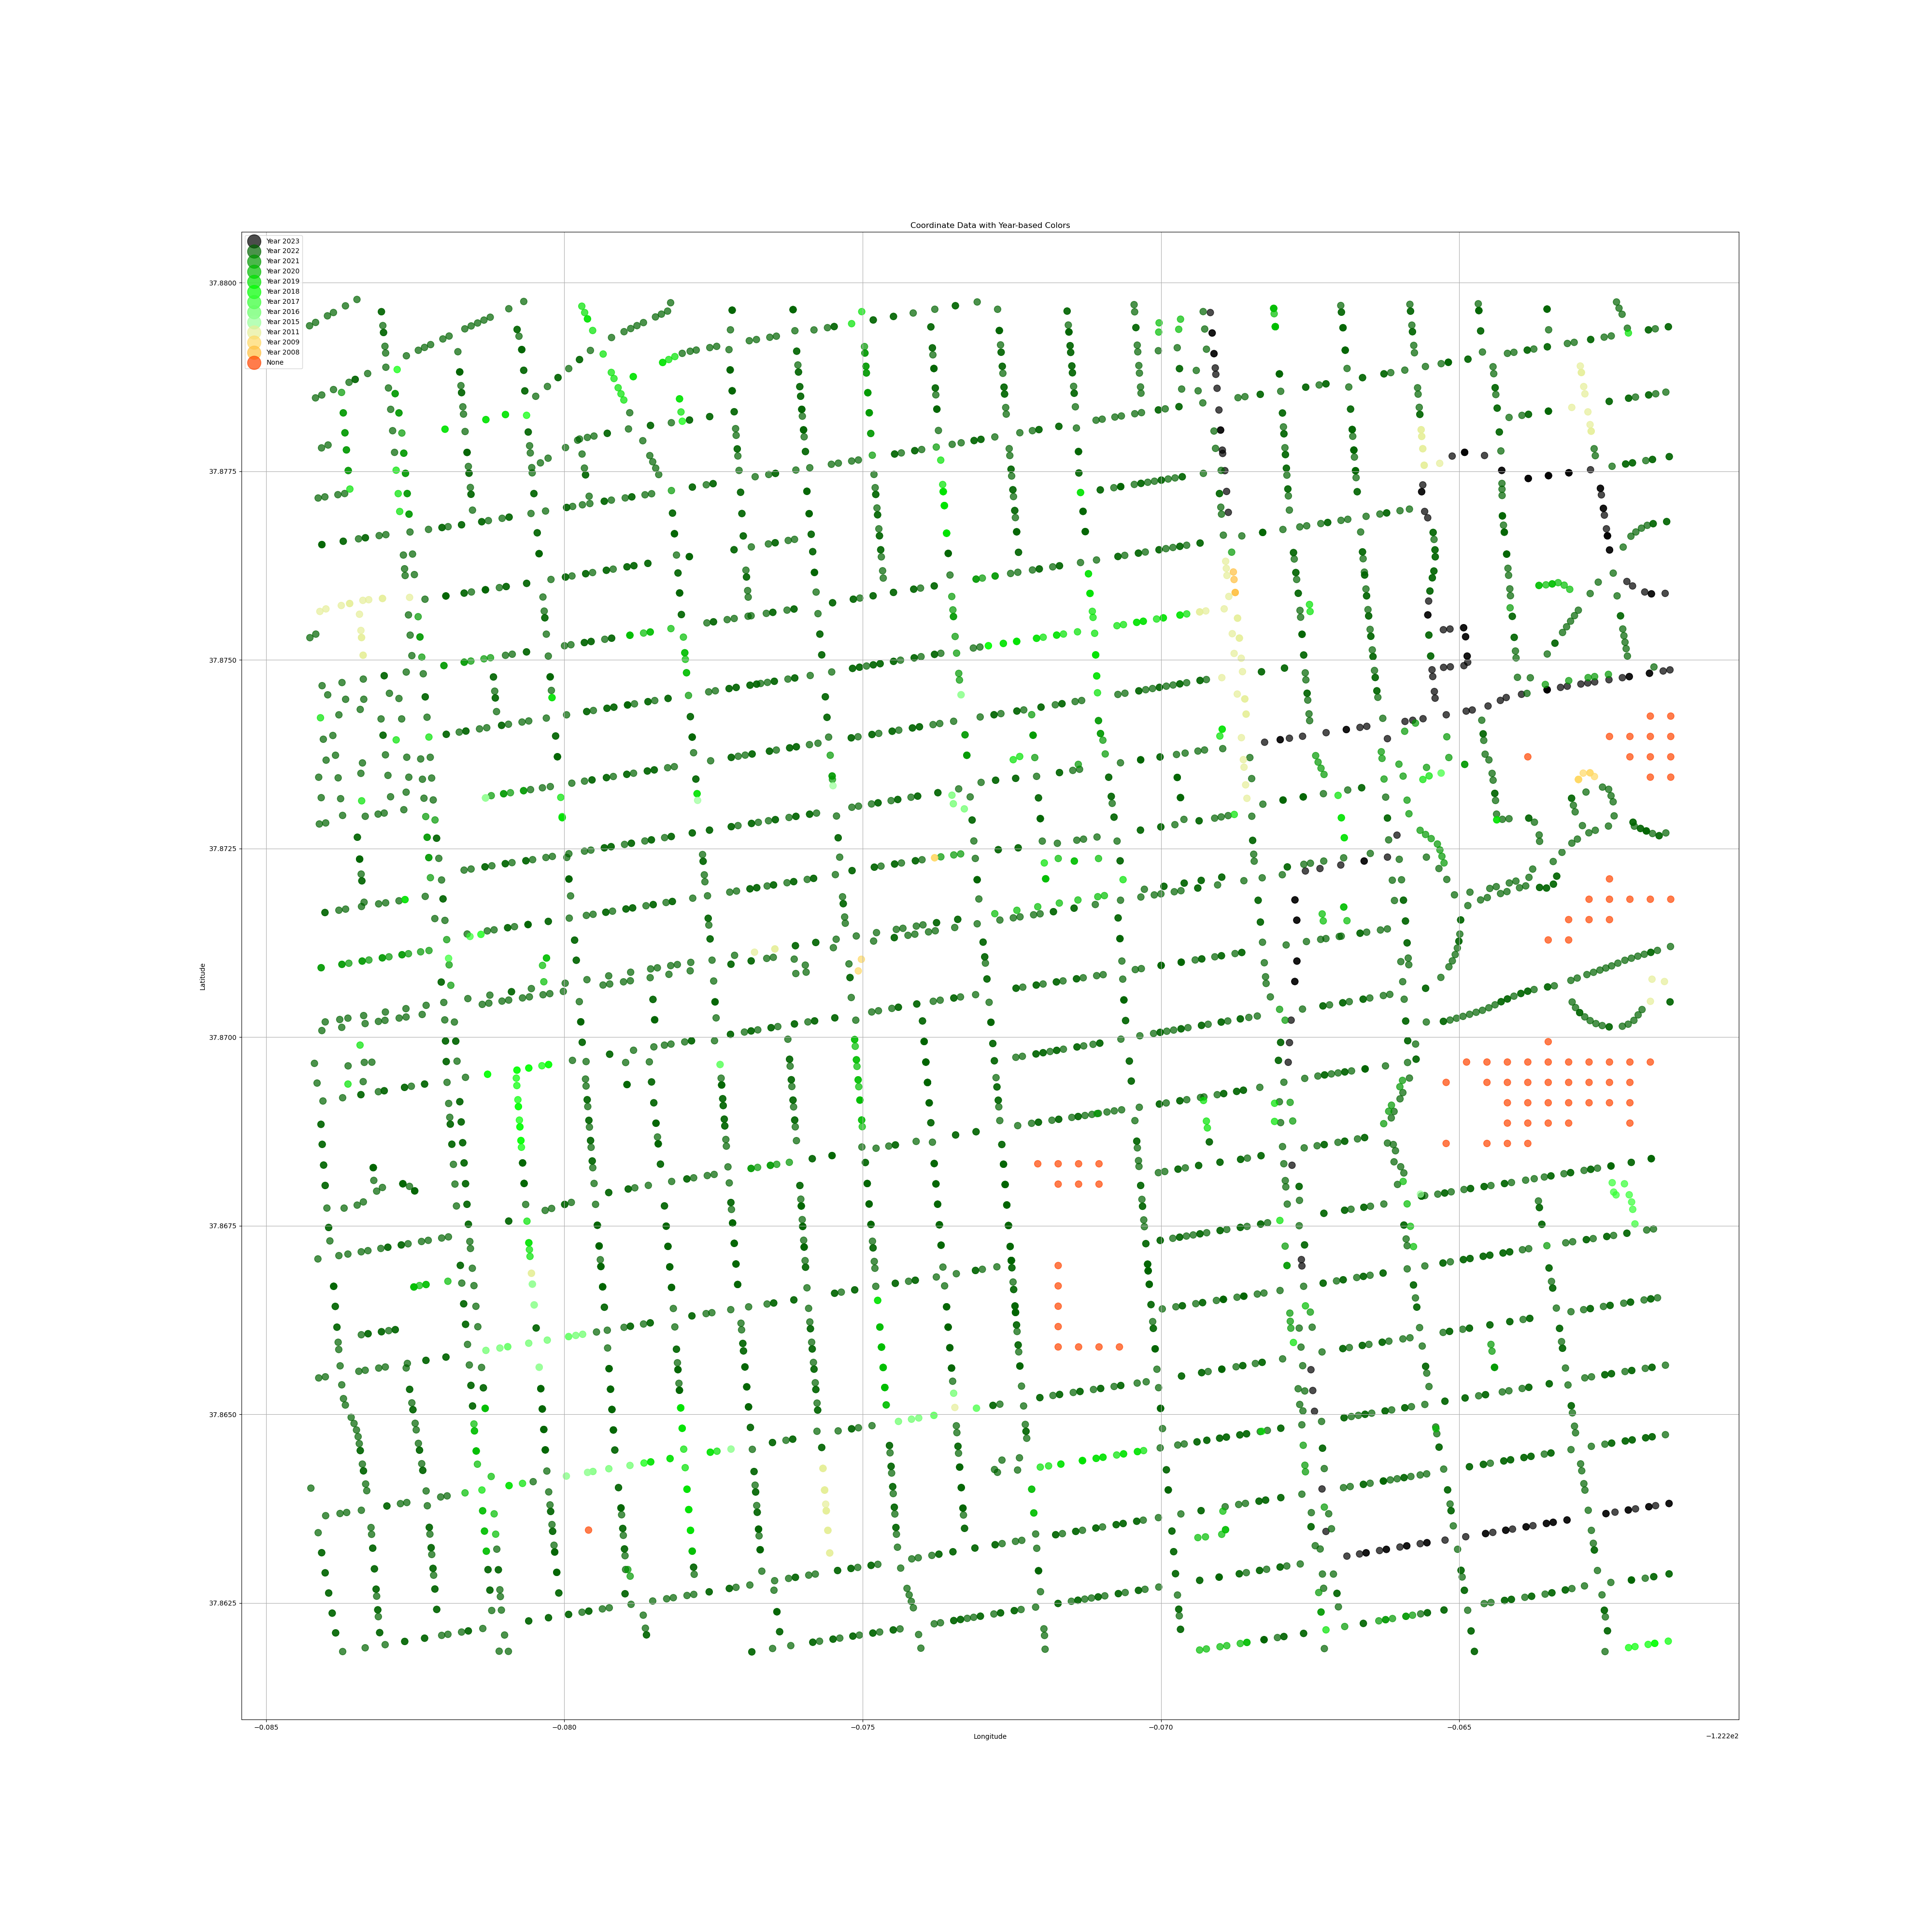 Coordinate Data with Year-based Colors
Year 2023
Year 2022
Year 2021
Year 2020
Year 2019
Year 2018
Year 2017
Year 2016
Year 2015
Year 2011
Year 2009
Year 2008
None
37.8800
37.8775
37.8750
37.8725
37.8700
37.8675
37.8650
37.8625
Latitude
−0.085
−0.080
−0.075
−0.070
−0.065
Longitude
−1.222e2